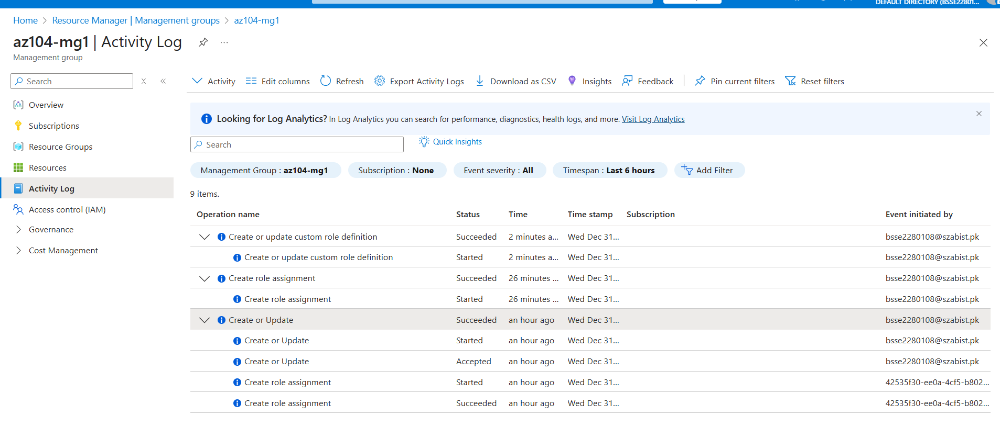 DEFAULT DIRECTORY (BSSE22801...
Home > Resource Manager | Management groups > az104-mg1
az104-mg1 | Activity Log
...
Management group
Search
Overview
Subscriptions
Resource Groups
Resources
Activity Log
Access control (IAM)
Governance
Cost Management
Activity Edit columns Refresh Export Activity Logs Download as CSV Insights Feedback Pin current filters Reset filters
Looking for Log Analytics? In Log Analytics you can search for performance, diagnostics, health logs, and more. Visit Log Analytics
Search Quick Insights
Management Group : az104-mg1 Subscription : None Event severity : All Timespan : Last 6 hours Add Filter
9 items.
Operation name Status Time Time stamp Subscription Event initiated by
Create or update custom role definition Succeeded 2 minutes a... Wed Dec 31... bsse2280108@szabist.pk
Create or update custom role definition Started 2 minutes a... Wed Dec 31... bsse2280108@szabist.pk
Create role assignment Succeeded 26 minutes ... Wed Dec 31... bsse2280108@szabist.pk
Create role assignment Started 26 minutes ... Wed Dec 31... bsse2280108@szabist.pk
Create or Update Succeeded an hour ago Wed Dec 31... bsse2280108@szabist.pk
Create or Update Started an hour ago Wed Dec 31... bsse2280108@szabist.pk
Create or Update Accepted an hour ago Wed Dec 31... bsse2280108@szabist.pk
Create role assignment Started an hour ago Wed Dec 31... 42535f30-ee0a-4cf5-b802...
Create role assignment Succeeded an hour ago Wed Dec 31... 42535f30-ee0a-4cf5-b802...